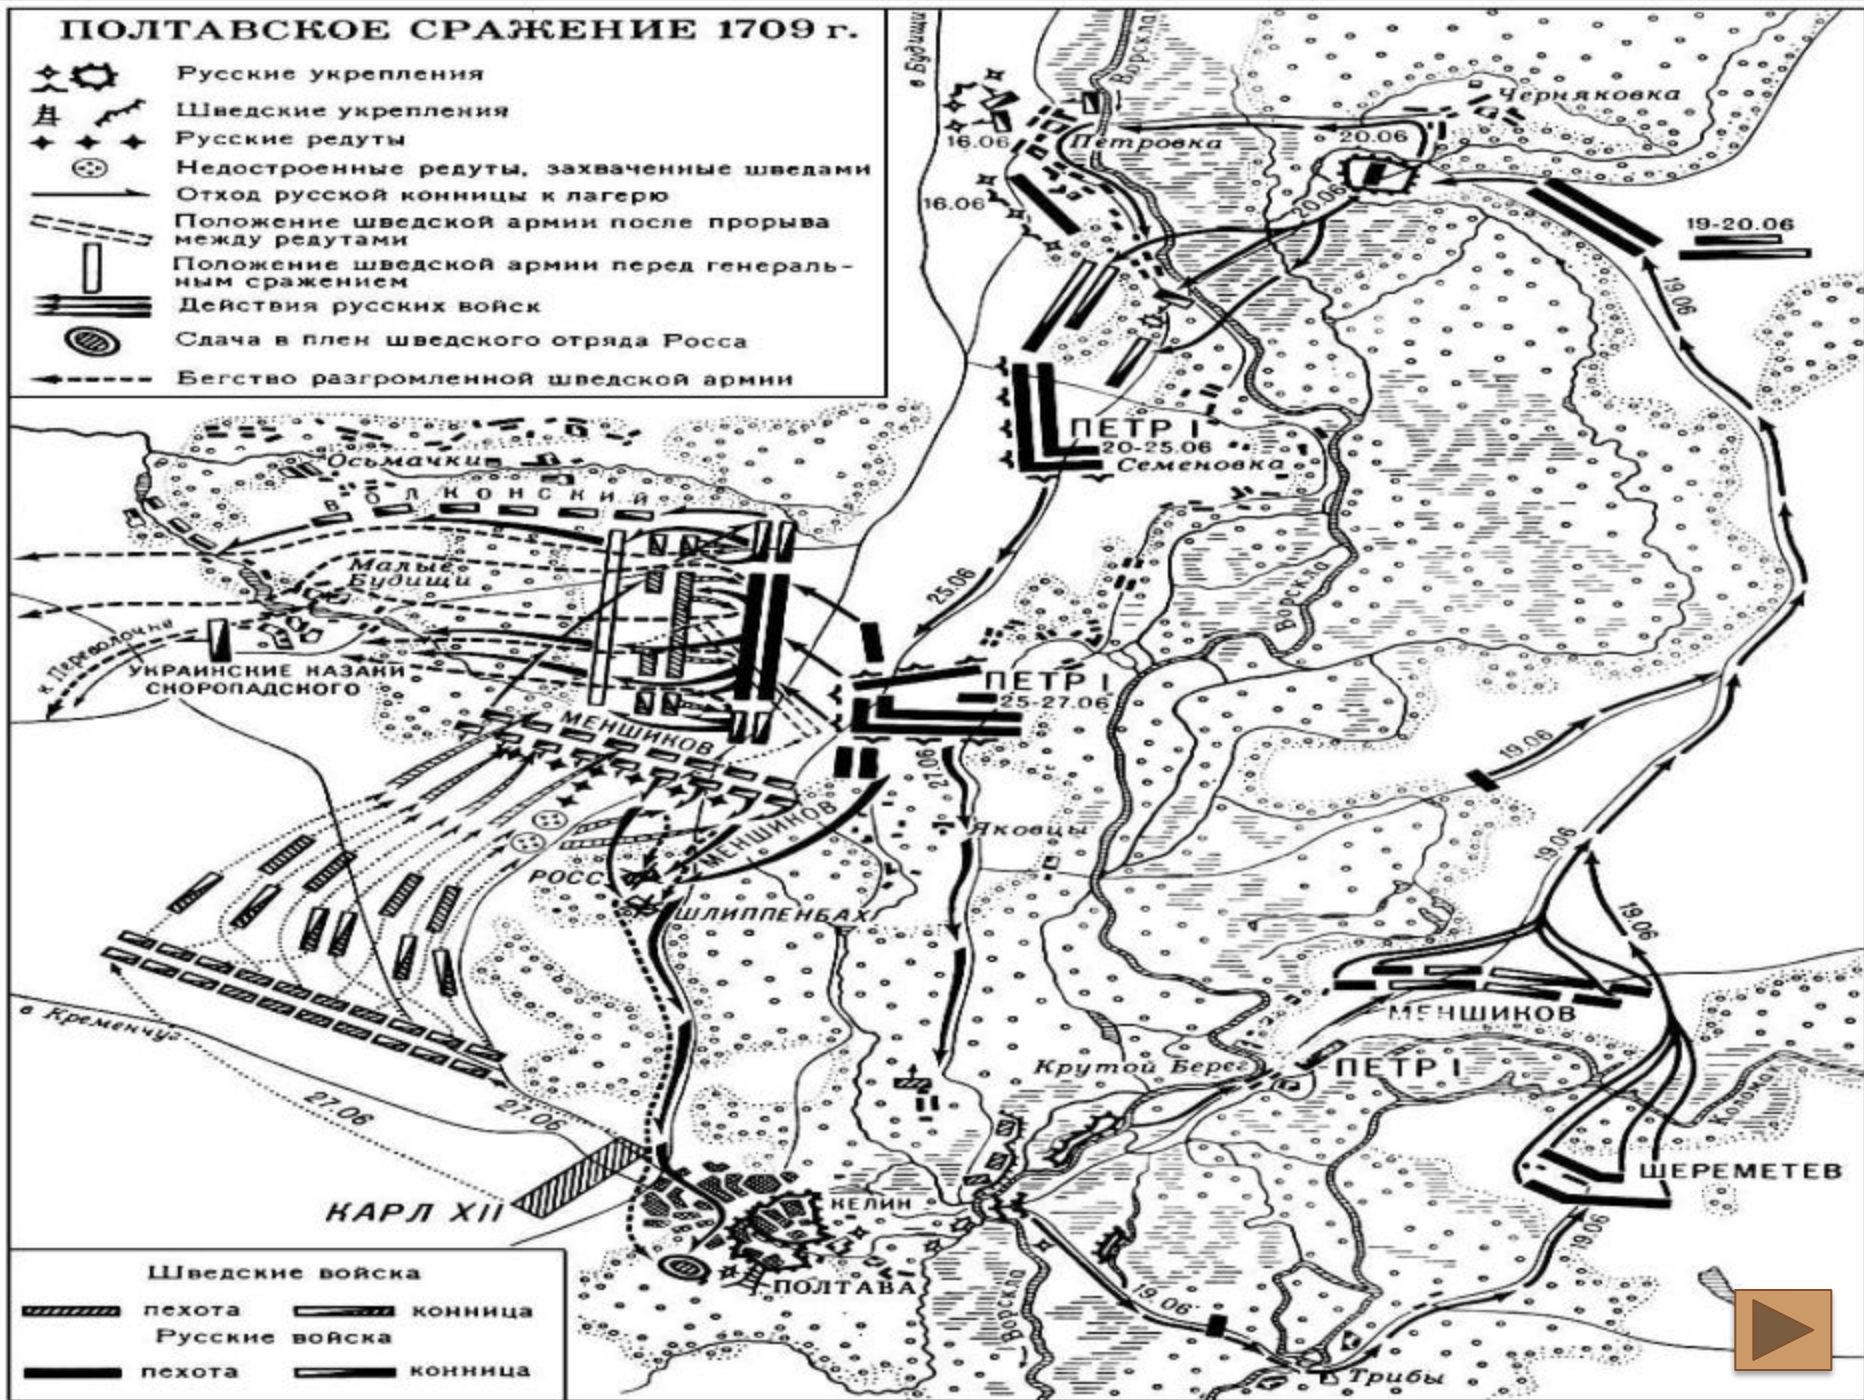 ПОЛТАВСКОЕ СРАЖЕНИЕ 1709 г.
Русские укрепления
Шведские укрепления
Русские редуты
Недостроенные редуты, захваченные шведами
Отход русской конницы к лагерю
Положение шведской армии после прорыва
между редутами
Положение шведской армии перед генераль-
ным сражением
Действия русских войск
Сдача в плен шведского отряда Росса
Бегство разгромленной шведской армии
в Будищи
Ворскла
Черняковка
16.06
Петровка
20.06
16.06
20.06
19-20.06
19.06
ПЕТР I
20-25.06
Семеновка
Осьмачки
ВОЛКОНСКИЙ
Малые
Будищи
25.06
Ворскла
к Переволочне
УКРАИНСКИЕ КАЗАКИ
СКОРОПАДСКОГО
ПЕТР I
25-27.06
МЕНШИКОВ
27.06
19.06
МЕНШИКОВ
Яковцы
19.06
РОСС
ШЛИППЕНБАХ
19.06
МЕНШИКОВ
в Кременчуг
Крутой Берег
ПЕТР I
Коломак
27.06
27.06
ШЕРЕМЕТЕВ
КАРЛ XII
КЕЛИН
19.06
ПОЛТАВА
Ворскла
19.06
Трибы
Шведские войска
пехота
конница
Русские войска
пехота
конница